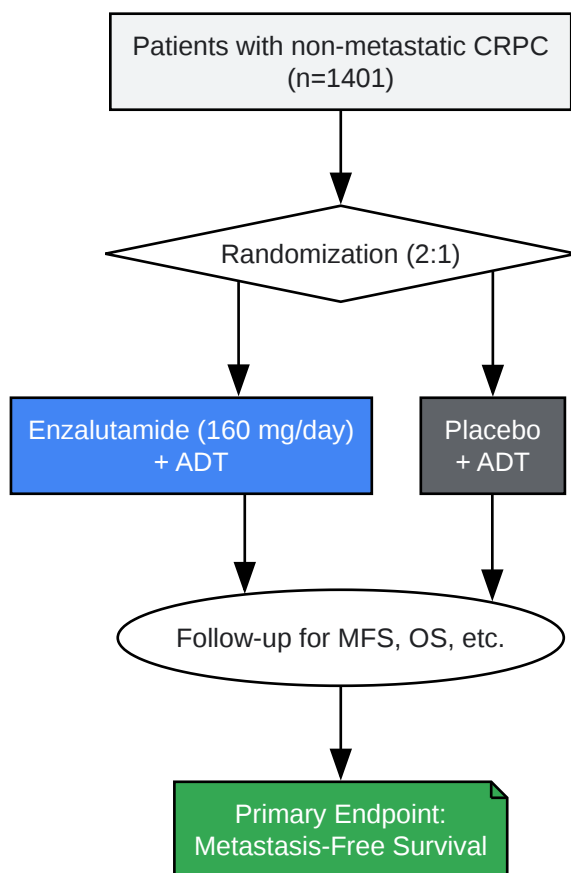 Patients with non-metastatic CRPC
(n=1401)
Randomization (2:1)
Enzalutamide (160 mg/day)
+ ADT
Placebo
+ ADT
Follow-up for MFS, OS, etc.
Primary Endpoint:
Metastasis-Free Survival